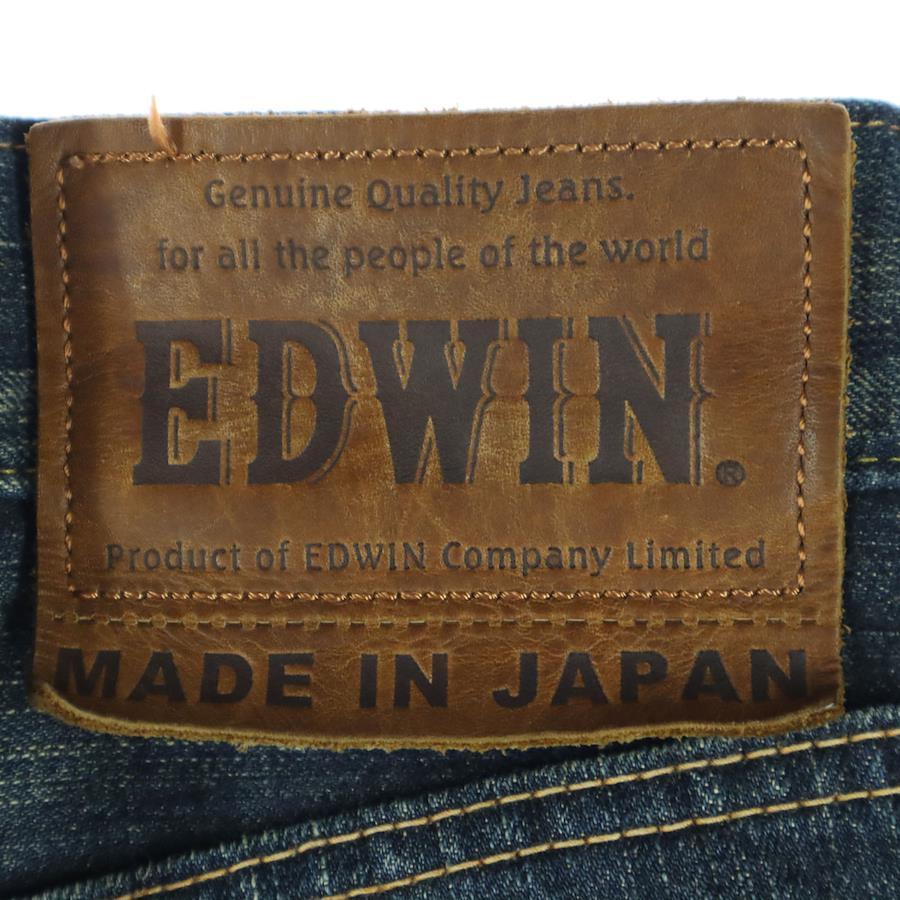 Genuine Quality Jeans.
for all the people of the world
EDWIN.®
Product of EDWIN Company Limited
MADE IN JAPAN